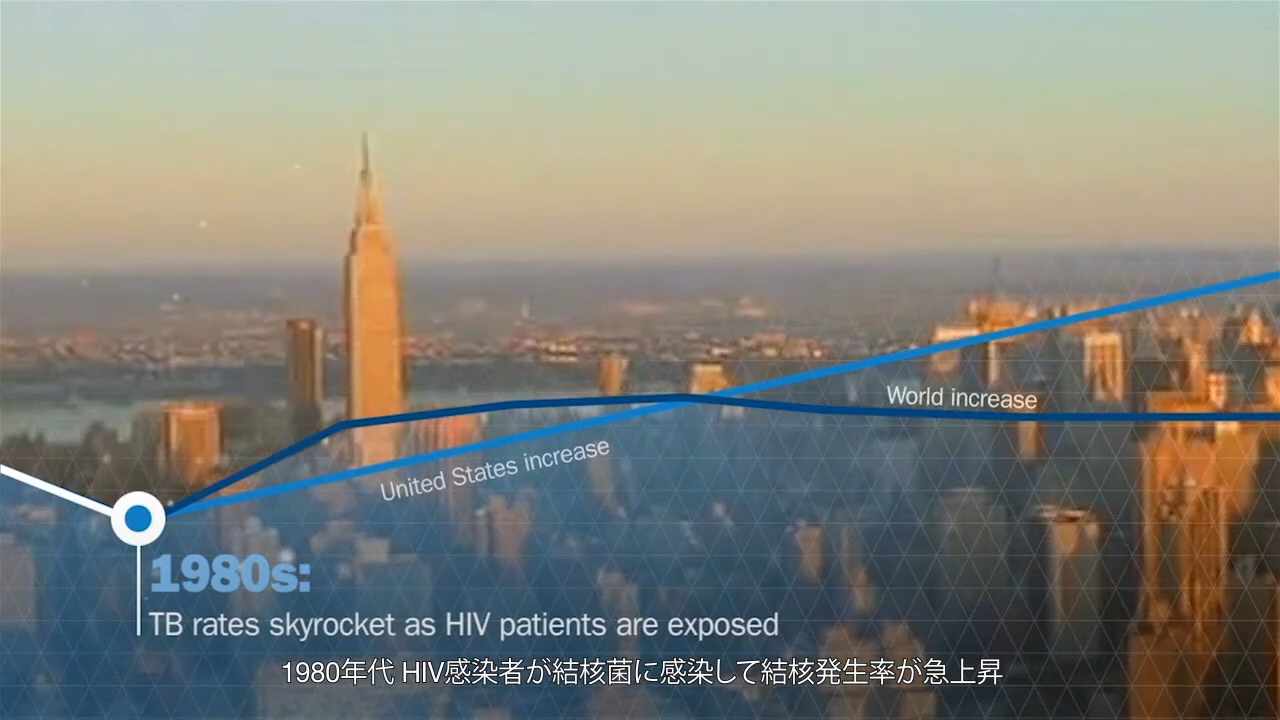 World increase
United States increase
1980s:
TB rates skyrocket as HIV patients are exposed
1980年代 HIV感染者が結核菌に感染して結核発生率が急上昇